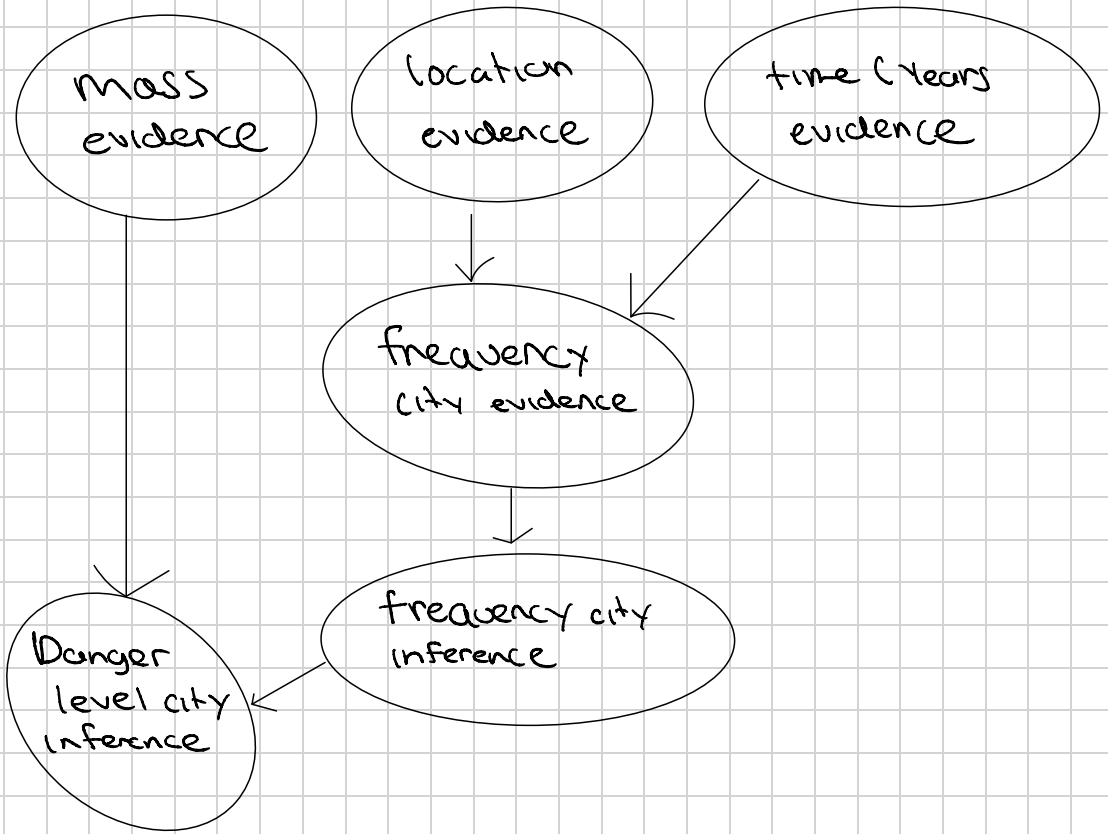 mass
evidence
location
evidence
time (years
evidence
freavency
city evidence
freavency city
inference
Danger
level city
inference